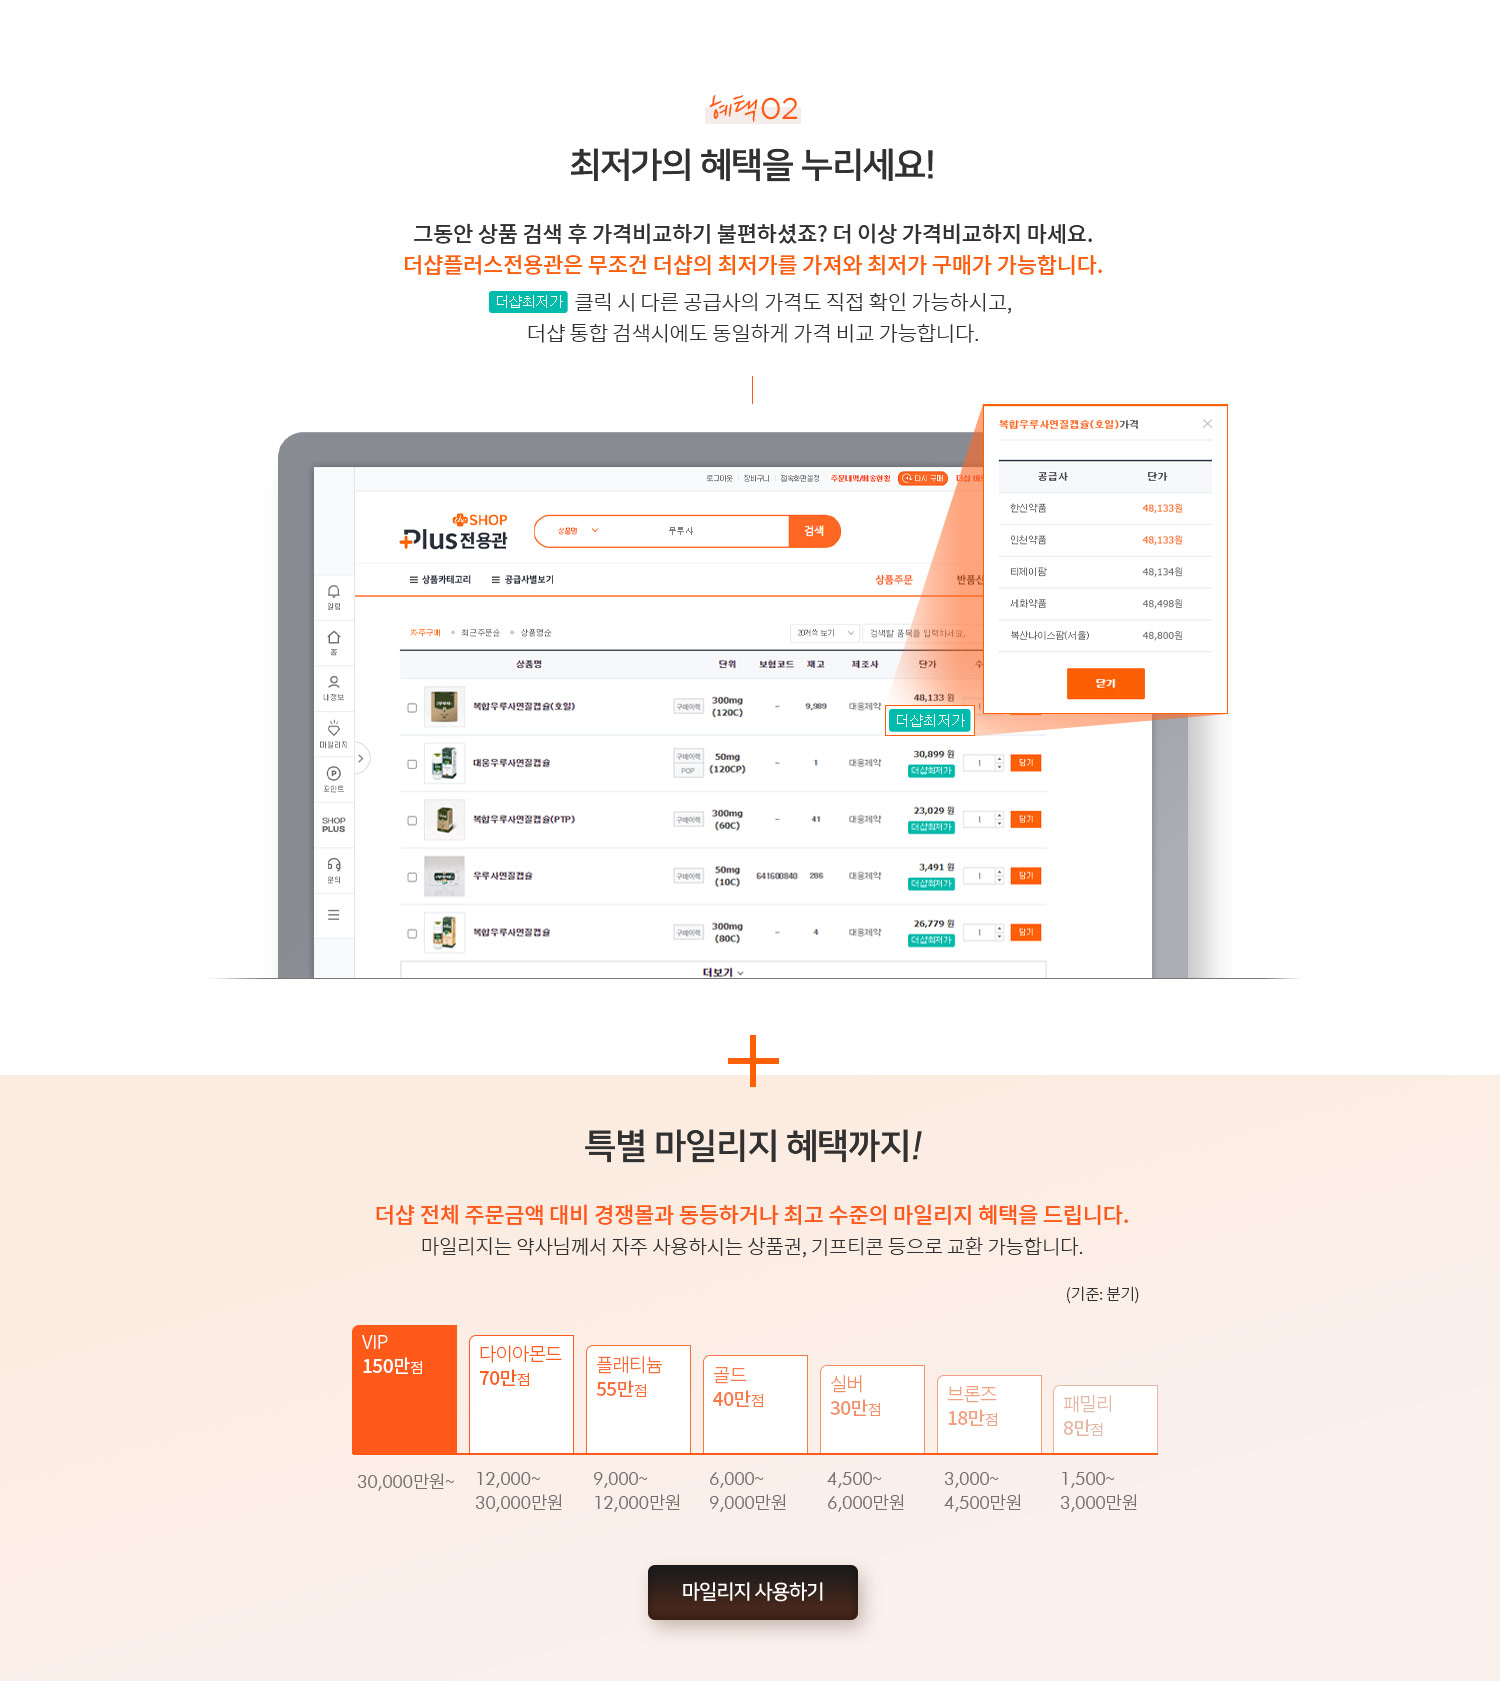 혜택02
최저가의 혜택을 누리세요!
그동안 상품 검색 후 가격비교하기 불편하셨죠? 더 이상 가격비교하지 마세요.
더샵플러스전용관은 무조건 더샵의 최저가를 가져와 최저가 구매가 가능합니다.
더샵최저가 클릭 시 다른 공급사의 가격도 직접 확인 가능하시고,
더샵 통합 검색시에도 동일하게 가격 비교 가능합니다.
로그아웃 장바구니 접속화면설정 주문내역/배송현황 다시 구매 더샵
SHOP
Plus전용관
상품명 우루사 검색
상품카테고리 공급사별보기 상품주문 반품신
알림
홈
내정보
마일리지
포인트
SHOP
PLUS
문의
자주구매 최근주문순 상품명순 20개씩 보기 검색할 품목을 입력하세요.
상품명 단위 보험코드 재고 제조사 단가 수
복합우루사연질캡슐(호일) 구매이력 300mg (120C) - 9,989 대웅제약 48,133 원
더샵최저가
대웅우루사연질캡슐 구매이력 POP 50mg (120CP) - 1 대웅제약 30,899 원 더샵최저가 1 담기
복합우루사연질캡슐(PTP) 구매이력 300mg (60C) - 41 대웅제약 23,029 원 더샵최저가 1 담기
우루사연질캡슐 구매이력 50mg (10C) 641600840 286 대웅제약 3,491 원 더샵최저가 1 담기
복합우루사연질캡슐 구매이력 300mg (80C) - 4 대웅제약 26,779 원 더샵최저가 1 담기
더보기
복합우루사연질캡슐(호일)가격
공급사 단가
한신약품 48,133원
인천약품 48,133원
티제이팜 48,134원
세화약품 48,498원
복산나이스팜(서울) 48,800원
닫기
특별 마일리지 혜택까지!
더샵 전체 주문금액 대비 경쟁몰과 동등하거나 최고 수준의 마일리지 혜택을 드립니다.
마일리지는 약사님께서 자주 사용하시는 상품권, 기프티콘 등으로 교환 가능합니다.
(기준: 분기)
VIP
150만점
30,000만원~
다이아몬드
70만점
12,000~
30,000만원
플래티늄
55만점
9,000~
12,000만원
골드
40만점
6,000~
9,000만원
실버
30만점
4,500~
6,000만원
브론즈
18만점
3,000~
4,500만원
패밀리
8만점
1,500~
3,000만원
마일리지 사용하기